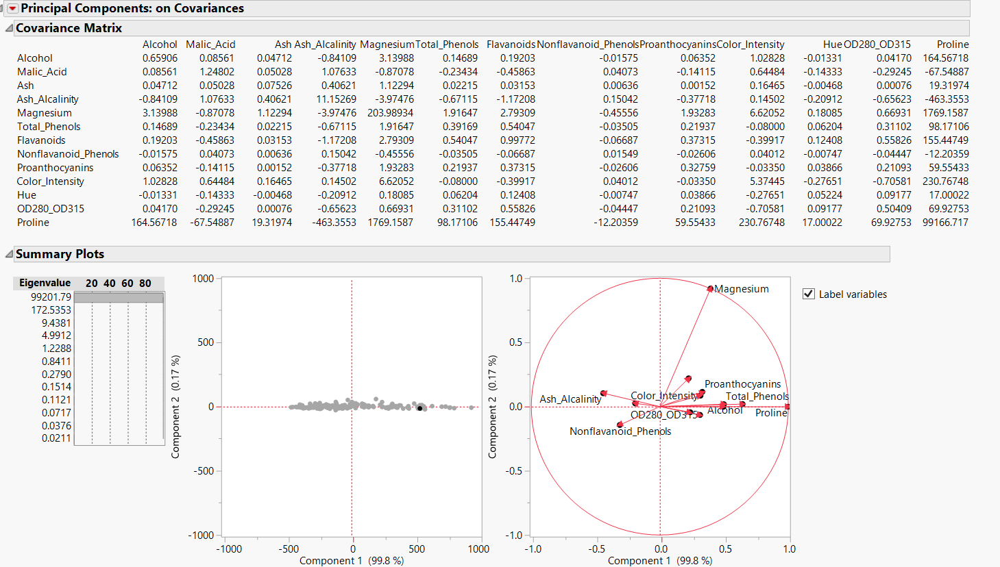 Principal Components: on Covariances
Covariance Matrix
Alcohol Malic_Acid Ash Ash_Alcalinity Magnesium Total_Phenols Flavanoids Nonflavanoid_Phenols Proanthocyanins Color_Intensity Hue OD280_OD315 Proline
Alcohol 0.65906 0.08561 0.04712 -0.84109 3.13988 0.14689 0.19203 -0.01575 0.06352 1.02828 -0.01331 0.04170 164.56718
Malic_Acid 0.08561 1.24802 0.05028 1.07633 -0.87078 -0.23434 -0.45863 0.04073 -0.14115 0.64484 -0.14333 -0.29245 -67.54887
Ash 0.04712 0.05028 0.07526 0.40621 1.12294 0.02215 0.03153 0.00636 0.00152 0.16465 -0.00468 0.00076 19.31974
Ash_Alcalinity -0.84109 1.07633 0.40621 11.15269 -3.97476 -0.67115 -1.17208 0.15042 -0.37718 0.14502 -0.20912 -0.65623 -463.3553
Magnesium 3.13988 -0.87078 1.12294 -3.97476 203.98934 1.91647 2.79309 -0.45556 1.93283 6.62052 0.18085 0.66931 1769.1587
Total_Phenols 0.14689 -0.23434 0.02215 -0.67115 1.91647 0.39169 0.54047 -0.03505 0.21937 -0.08000 0.06204 0.31102 98.17106
Flavanoids 0.19203 -0.45863 0.03153 -1.17208 2.79309 0.54047 0.99772 -0.06687 0.37315 -0.39917 0.12408 0.55826 155.44749
Nonflavanoid_Phenols -0.01575 0.04073 0.00636 0.15042 -0.45556 -0.03505 -0.06687 0.01549 -0.02606 0.04012 -0.00747 -0.04447 -12.20359
Proanthocyanins 0.06352 -0.14115 0.00152 -0.37718 1.93283 0.21937 0.37315 -0.02606 0.32759 -0.03350 0.03866 0.21093 59.55433
Color_Intensity 1.02828 0.64484 0.16465 0.14502 6.62052 -0.08000 -0.39917 0.04012 -0.03350 5.37445 -0.27651 -0.70581 230.76748
Hue -0.01331 -0.14333 -0.00468 -0.20912 0.18085 0.06204 0.12408 -0.00747 0.03866 -0.27651 0.05224 0.09177 17.00022
OD280_OD315 0.04170 -0.29245 0.00076 -0.65623 0.66931 0.31102 0.55826 -0.04447 0.21093 -0.70581 0.09177 0.50409 69.92753
Proline 164.56718 -67.54887 19.31974 -463.3553 1769.1587 98.17106 155.44749 -12.20359 59.55433 230.76748 17.00022 69.92753 99166.717
Summary Plots
Eigenvalue 20 40 60 80
99201.79
172.5353
9.4381
4.9912
1.2288
0.8411
0.2790
0.1514
0.1121
0.0717
0.0376
0.0211
1000
500
0
-500
-1000
Component 2 (0.17 %)
-1000 -500 0 500 1000
Component 1 (99.8 %)
1.0
0.5
0.0
-0.5
-1.0
Component 2 (0.17 %)
Magnesium
Proanthocyanins
Ash_Alcalinity
Color_Intensity
Total_Phenols
OD280_OD315
Alcohol
Proline
Nonflavanoid_Phenols
-1.0 -0.5 0.0 0.5 1.0
Component 1 (99.8 %)
Label variables